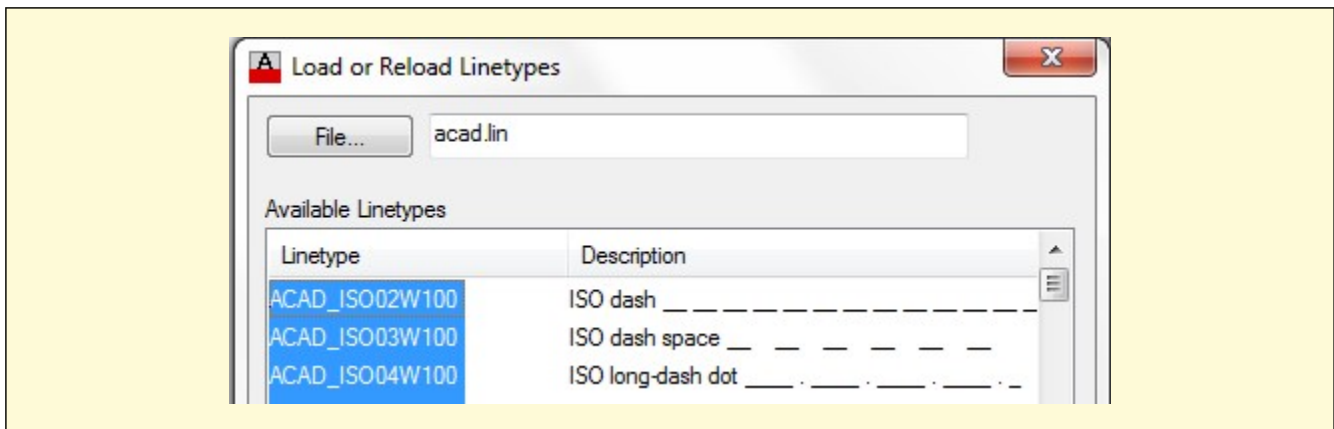 Load or Reload Linetypes
File... acad.lin
Available Linetypes
Linetype Description
ACAD_ISO02W100 ISO dash __ __ __ __ __ __ __ __ __ __ __ __ _
ACAD_ISO03W100 ISO dash space __ __ __ __ __ __
ACAD_ISO04W100 ISO long-dash dot ____ . ____ . ____ . ____ . _